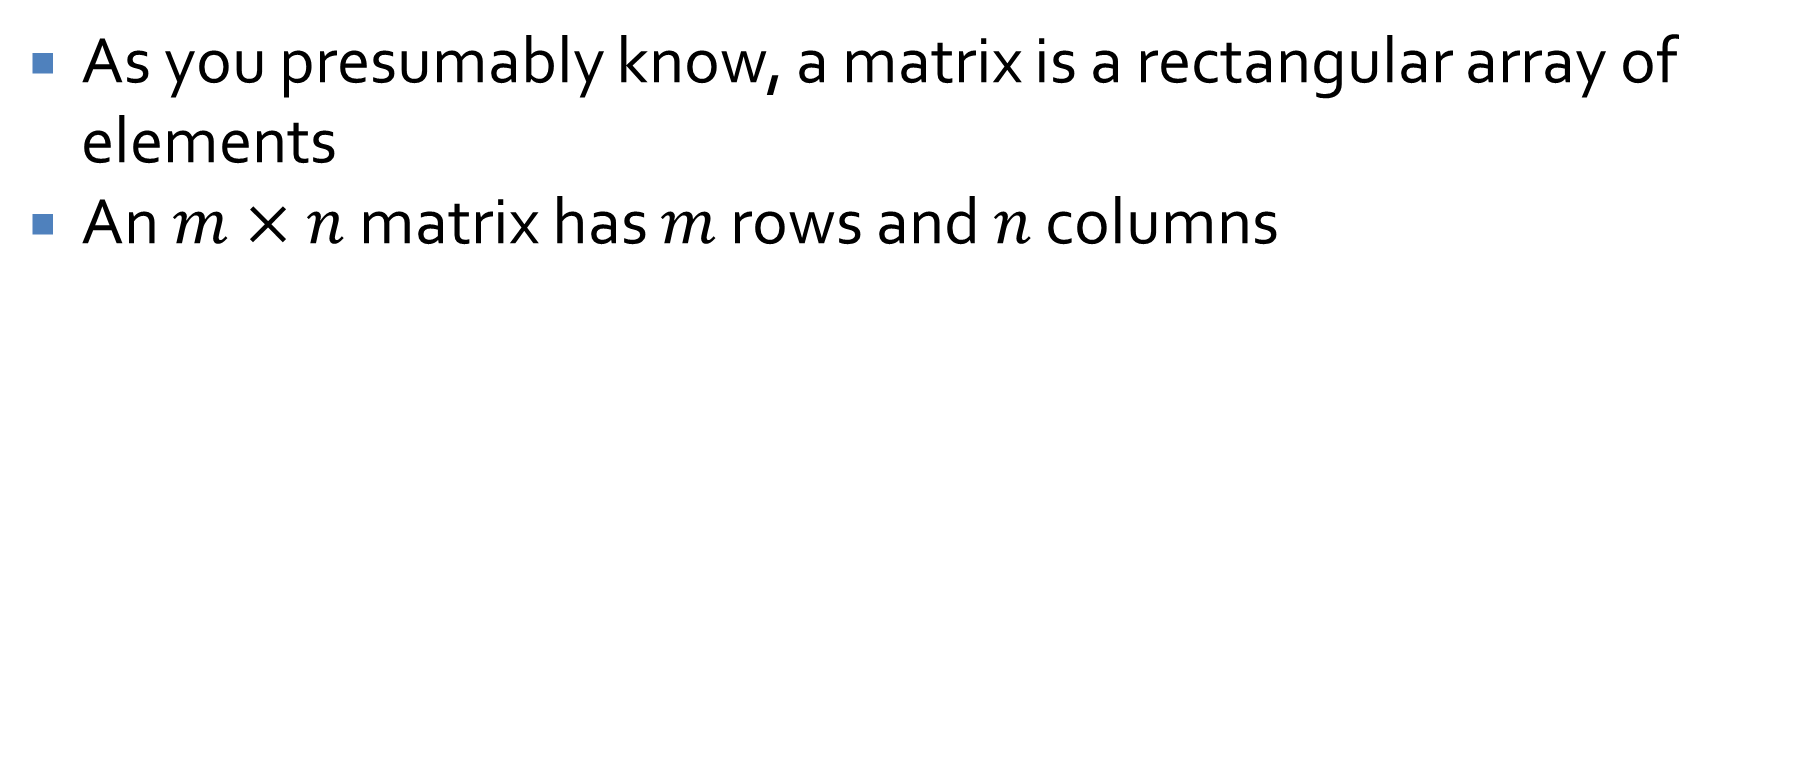 ▪ As you presumably know, a matrix is a rectangular array of
elements
▪ An m × n matrix has m rows and n columns